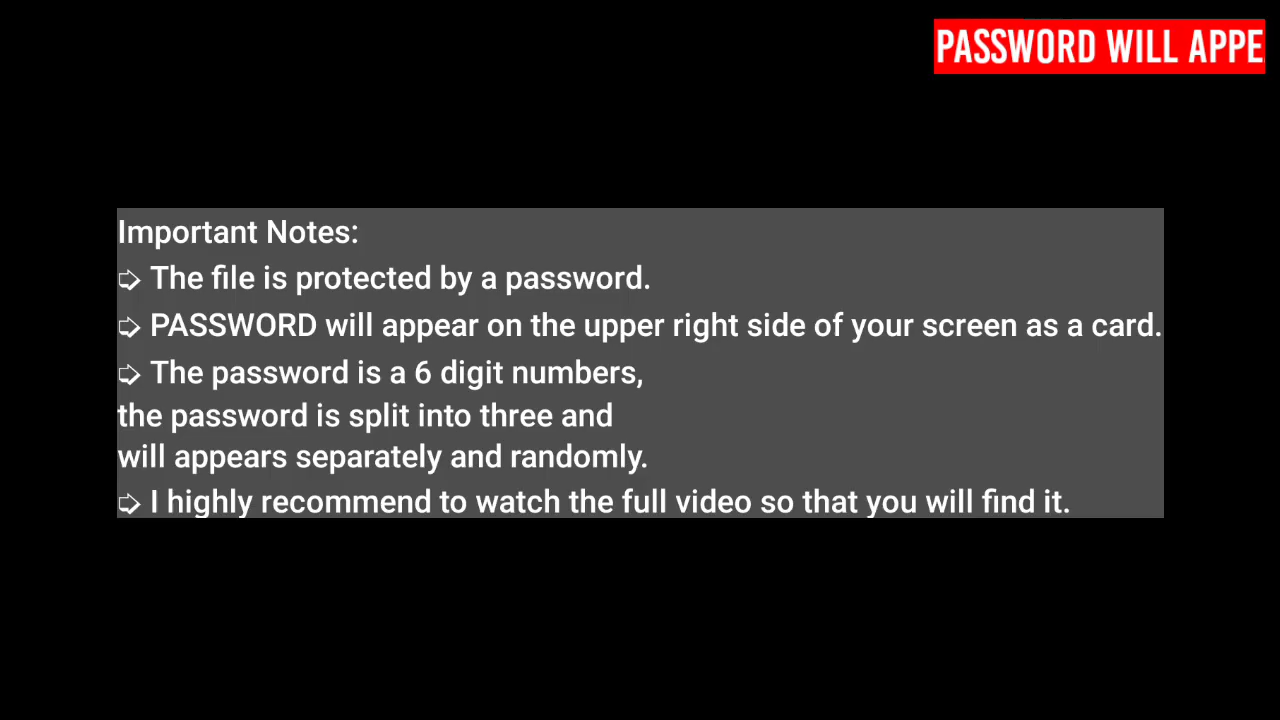 PASSWORD WILL APPE
Important Notes:
➩ The file is protected by a password.
➩ PASSWORD will appear on the upper right side of your screen as a card.
➩ The password is a 6 digit numbers,
the password is split into three and
will appears separately and randomly.
➩ I highly recommend to watch the full video so that you will find it.